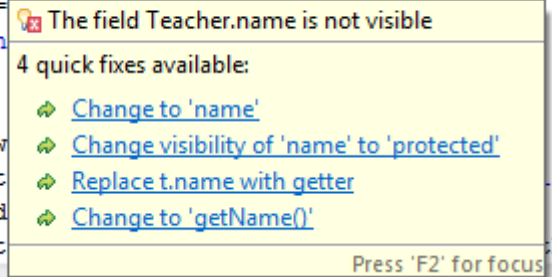 The field Teacher.name is not visible
4 quick fixes available:
Change to 'name'
Change visibility of 'name' to 'protected'
Replace t.name with getter
Change to 'getName()'
Press 'F2' for focus